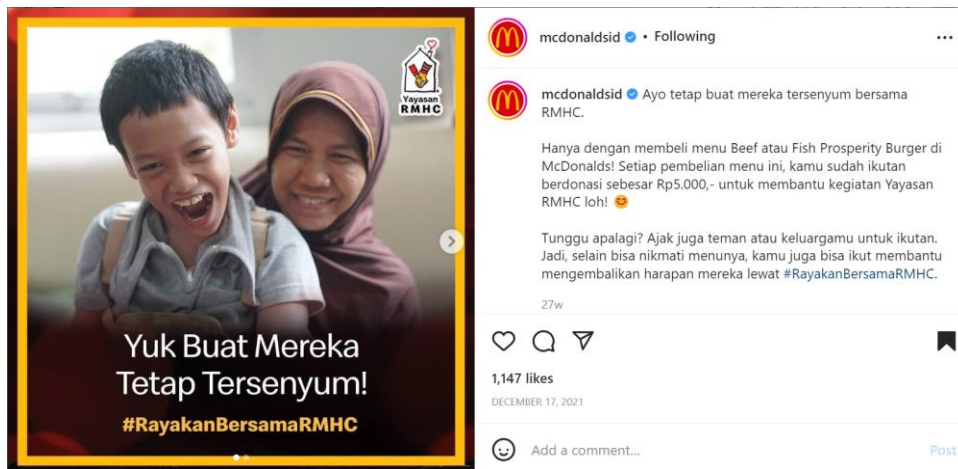 Yayasan
RMHC
Yuk Buat Mereka
Tetap Tersenyum!
#RayakanBersamaRMHC
mcdonaldsid • Following
mcdonaldsid Ayo tetap buat mereka tersenyum bersama
RMHC.
Hanya dengan membeli menu Beef atau Fish Prosperity Burger di
McDonalds! Setiap pembelian menu ini, kamu sudah ikutan
berdonasi sebesar Rp5.000,- untuk membantu kegiatan Yayasan
RMHC loh! 😊
Tunggu apalagi? Ajak juga teman atau keluargamu untuk ikutan.
Jadi, selain bisa nikmati menunya, kamu juga bisa ikut membantu
mengembalikan harapan mereka lewat #RayakanBersamaRMHC.
27w
1,147 likes
DECEMBER 17, 2021
Add a comment...
Post